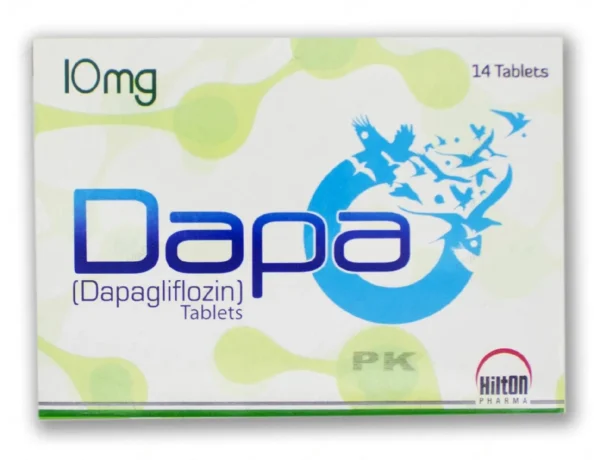 10mg
14 Tablets
Dapa
(Dapagliflozin)
Tablets
PK
HiltON
PHARMA